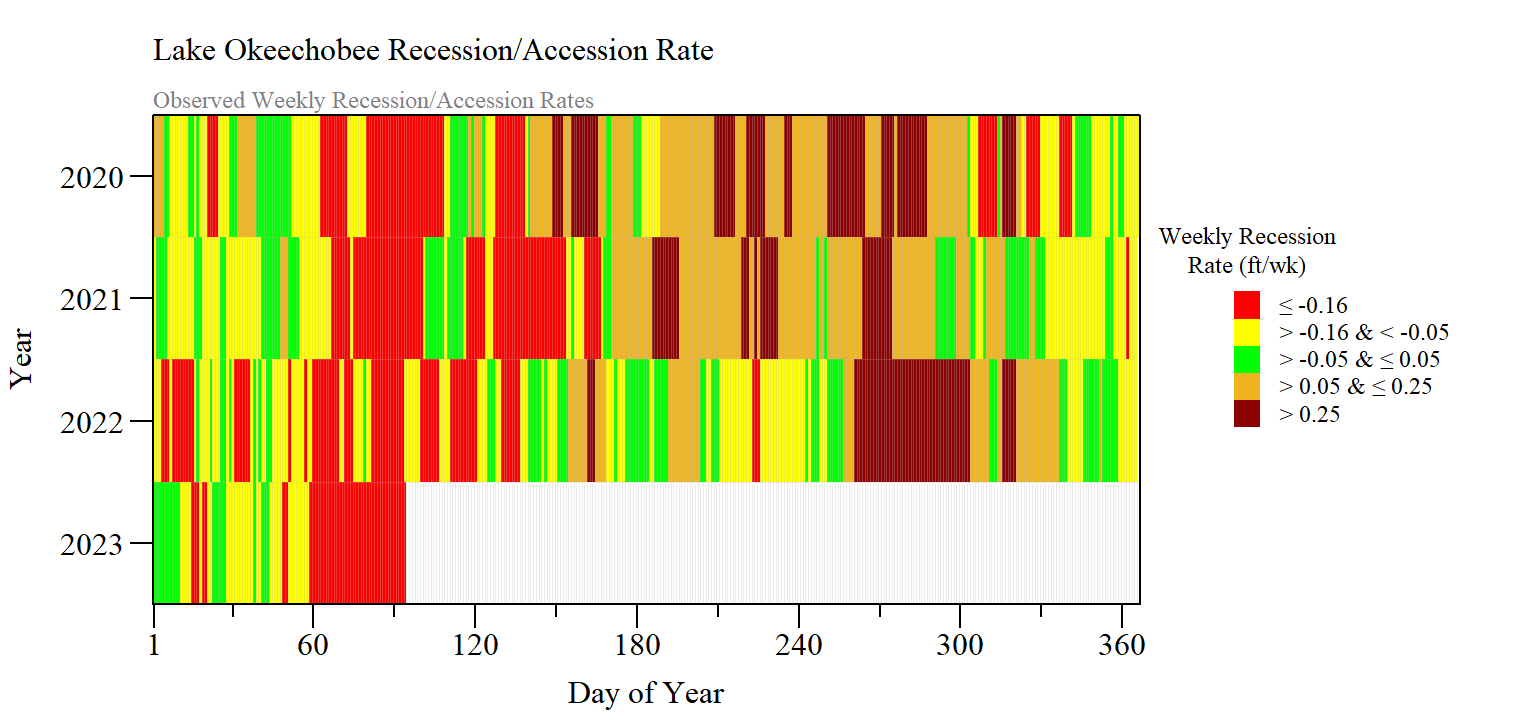 Lake Okeechobee Recession/Accession Rate
Observed Weekly Recession/Accession Rates
Year
2020
2021
2022
2023
1 60 120 180 240 300 360
Day of Year
Weekly Recession
Rate (ft/wk)
≤ -0.16
> -0.16 & < -0.05
> -0.05 & ≤ 0.05
> 0.05 & ≤ 0.25
> 0.25